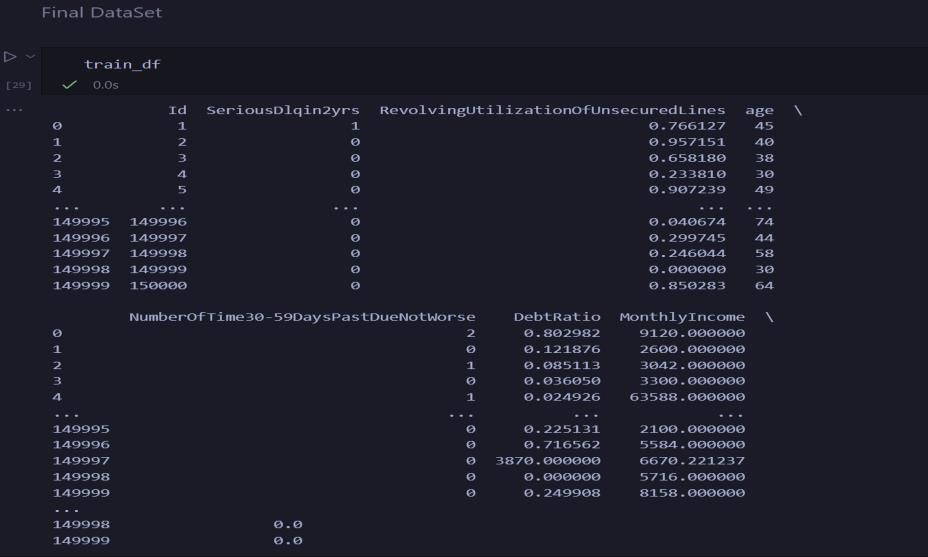 Final DataSet
train_df
[29] 0.0s
... Id SeriousDlqin2yrs RevolvingUtilizationOfUnsecuredLines age \
0 1 1 0.766127 45
1 2 0 0.957151 40
2 3 0 0.658180 38
3 4 0 0.233810 30
4 5 0 0.907239 49
... ... ... ... ...
149995 149996 0 0.040674 74
149996 149997 0 0.299745 44
149997 149998 0 0.246044 58
149998 149999 0 0.000000 30
149999 150000 0 0.850283 64
NumberOfTime30-59DaysPastDueNotWorse DebtRatio MonthlyIncome \
0 2 0.802982 9120.000000
1 0 0.121876 2600.000000
2 1 0.085113 3042.000000
3 0 0.036050 3300.000000
4 1 0.024926 63588.000000
... ... ... ...
149995 0 0.225131 2100.000000
149996 0 0.716562 5584.000000
149997 0 3870.000000 6670.221237
149998 0 0.000000 5716.000000
149999 0 0.249908 8158.000000
...
149998 0.0
149999 0.0